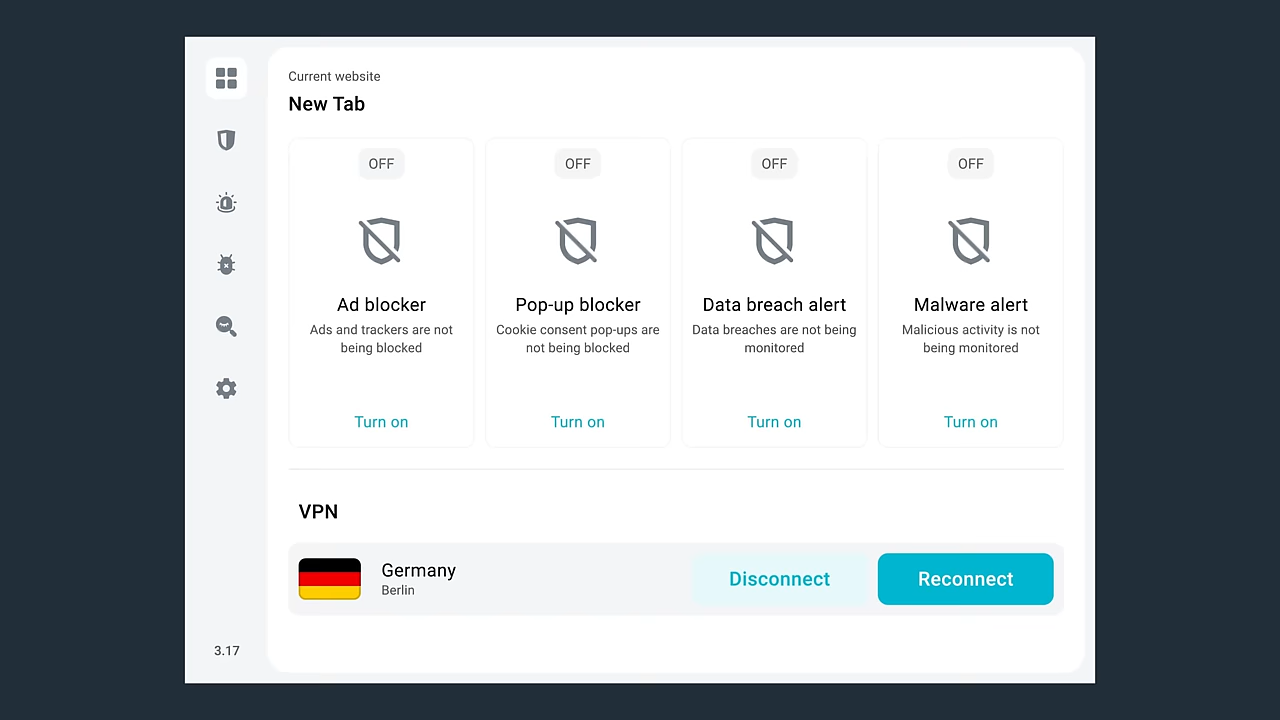 Current website
New Tab
OFF
OFF
OFF
OFF
Ad blocker
Ads and trackers are not
being blocked
Turn on
Pop-up blocker
Cookie consent pop-ups are
not being blocked
Turn on
Data breach alert
Data breaches are not being
monitored
Turn on
Malware alert
Malicious activity is not
being monitored
Turn on
VPN
Germany
Berlin
Disconnect
Reconnect
3.17